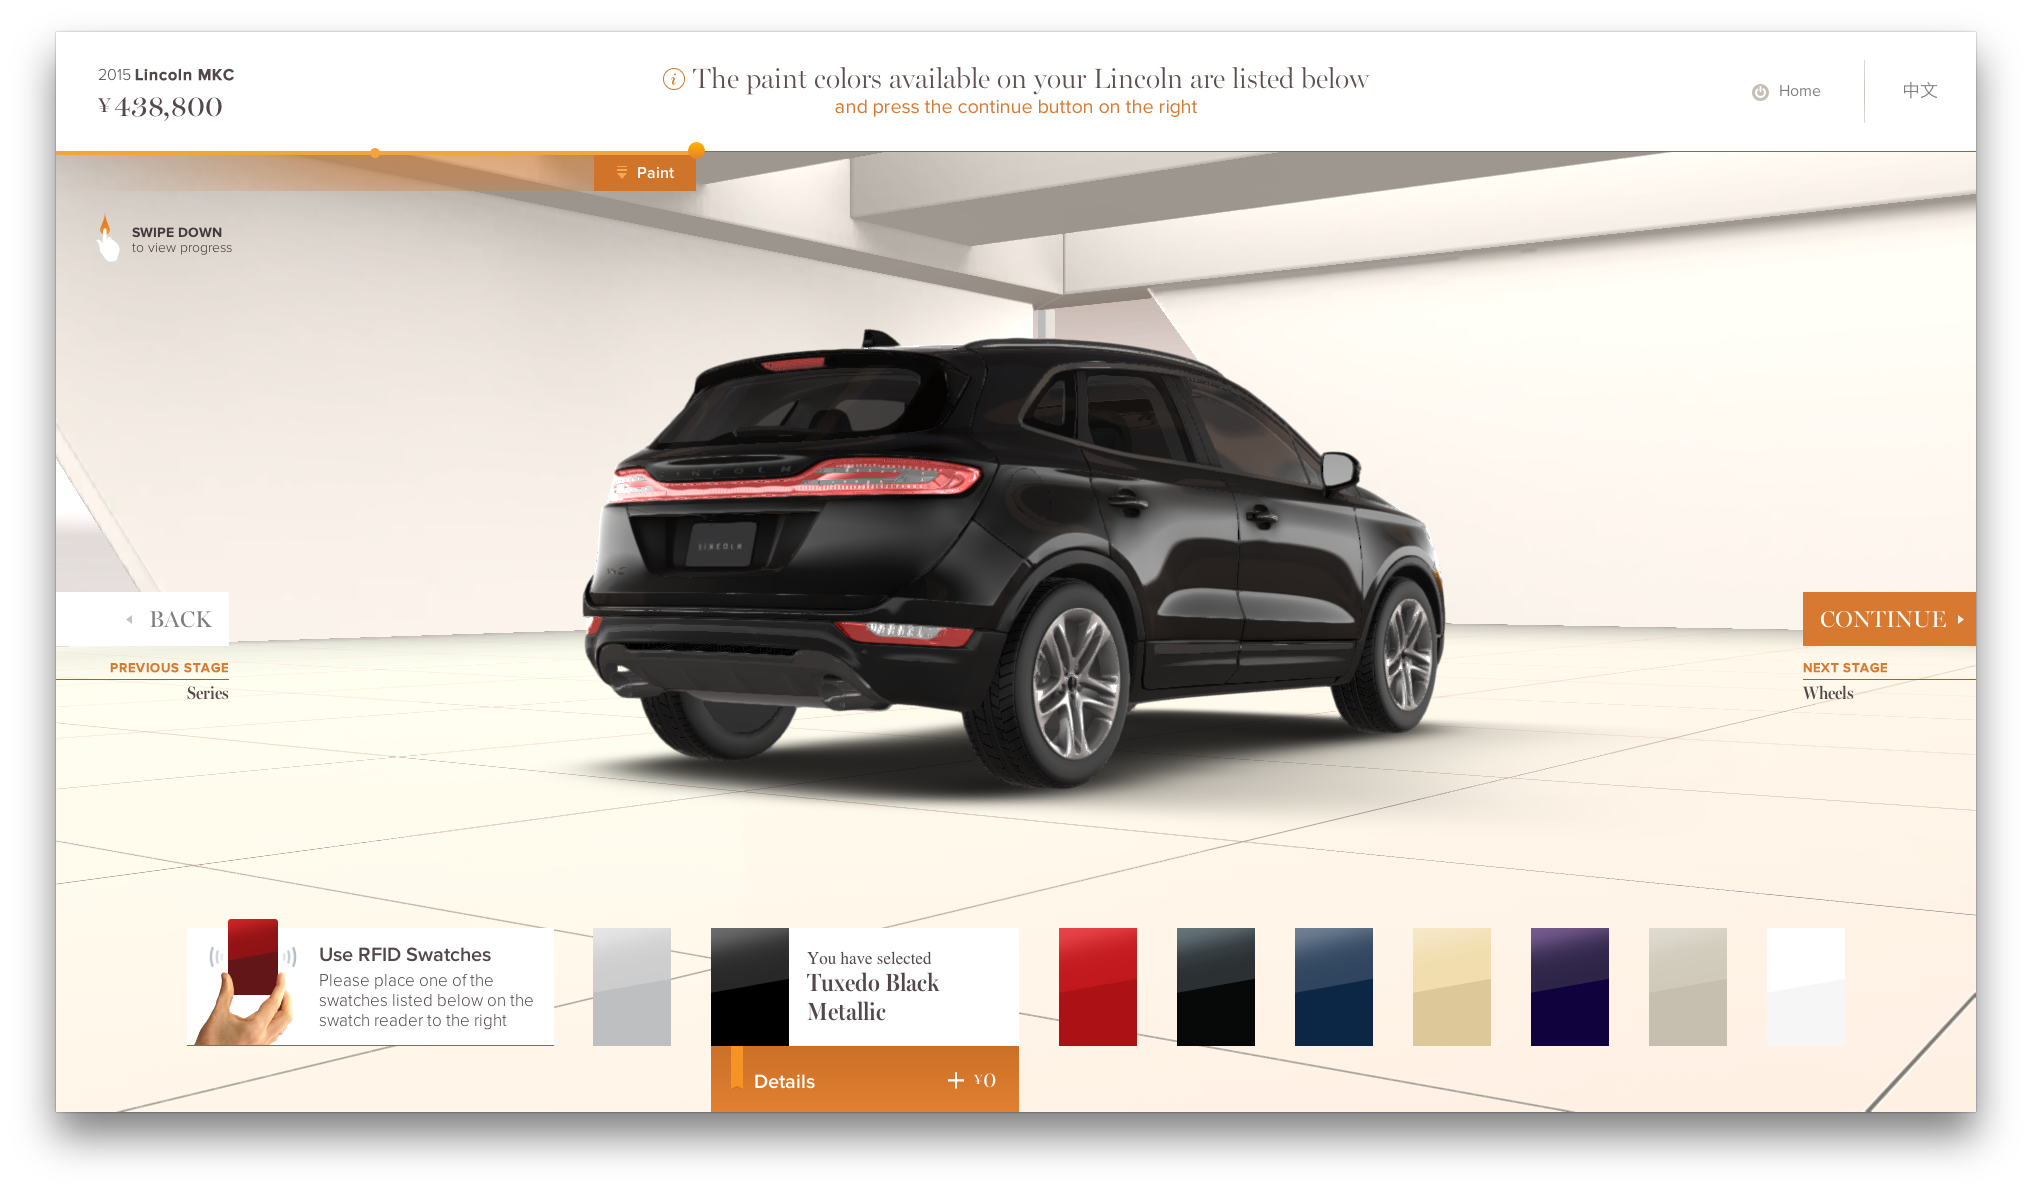 2015 Lincoln MKC
¥438,800
The paint colors available on your Lincoln are listed below
and press the continue button on the right
Home
中文
Paint
SWIPE DOWN
to view progress
LINCOLN
LINCOLN
BACK
PREVIOUS STAGE
Series
CONTINUE
NEXT STAGE
Wheels
Use RFID Swatches
Please place one of the
swatches listed below on the
swatch reader to the right
You have selected
Tuxedo Black
Metallic
Details
+ ¥0